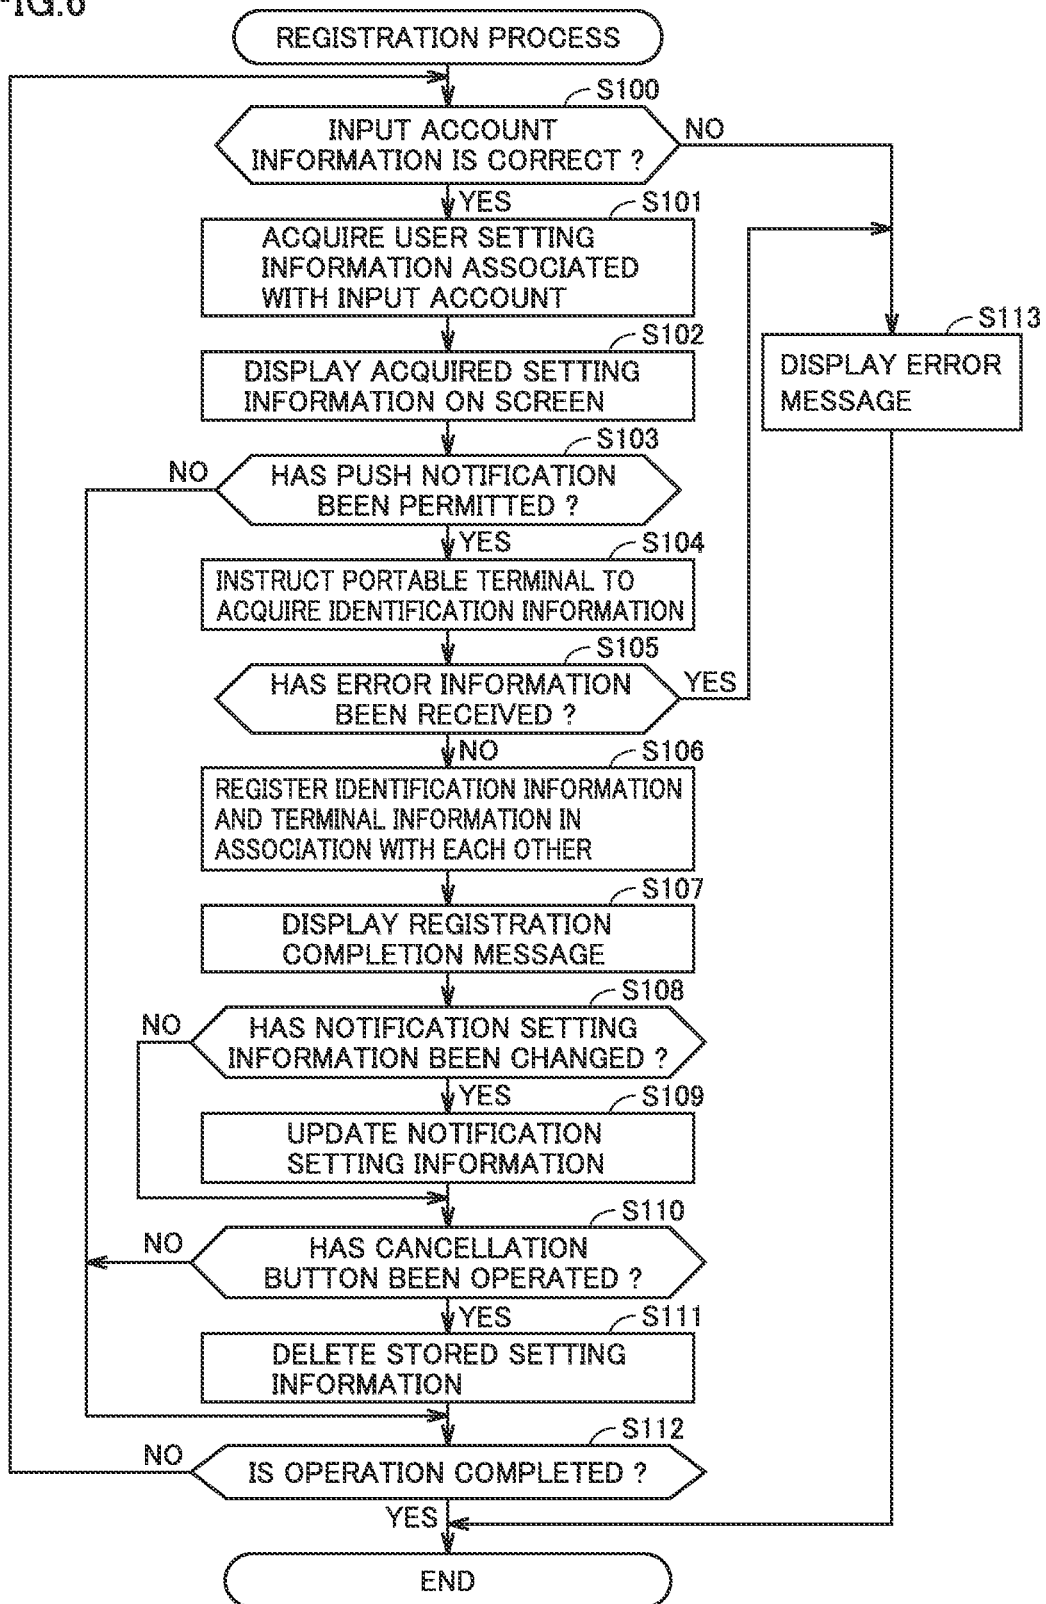 FIG.6
REGISTRATION PROCESS
S100
INPUT ACCOUNT
INFORMATION IS CORRECT ?
NO
YES
S101
ACQUIRE USER SETTING
INFORMATION ASSOCIATED
WITH INPUT ACCOUNT
S102
DISPLAY ACQUIRED SETTING
INFORMATION ON SCREEN
S113
DISPLAY ERROR
MESSAGE
S103
NO
HAS PUSH NOTIFICATION
BEEN PERMITTED ?
YES
S104
INSTRUCT PORTABLE TERMINAL TO
ACQUIRE IDENTIFICATION INFORMATION
S105
HAS ERROR INFORMATION
BEEN RECEIVED ?
YES
NO
S106
REGISTER IDENTIFICATION INFORMATION
AND TERMINAL INFORMATION IN
ASSOCIATION WITH EACH OTHER
S107
DISPLAY REGISTRATION
COMPLETION MESSAGE
S108
NO
HAS NOTIFICATION SETTING
INFORMATION BEEN CHANGED ?
YES
S109
UPDATE NOTIFICATION
SETTING INFORMATION
S110
NO
HAS CANCELLATION
BUTTON BEEN OPERATED ?
YES
S111
DELETE STORED SETTING
INFORMATION
S112
NO
IS OPERATION COMPLETED ?
YES
END